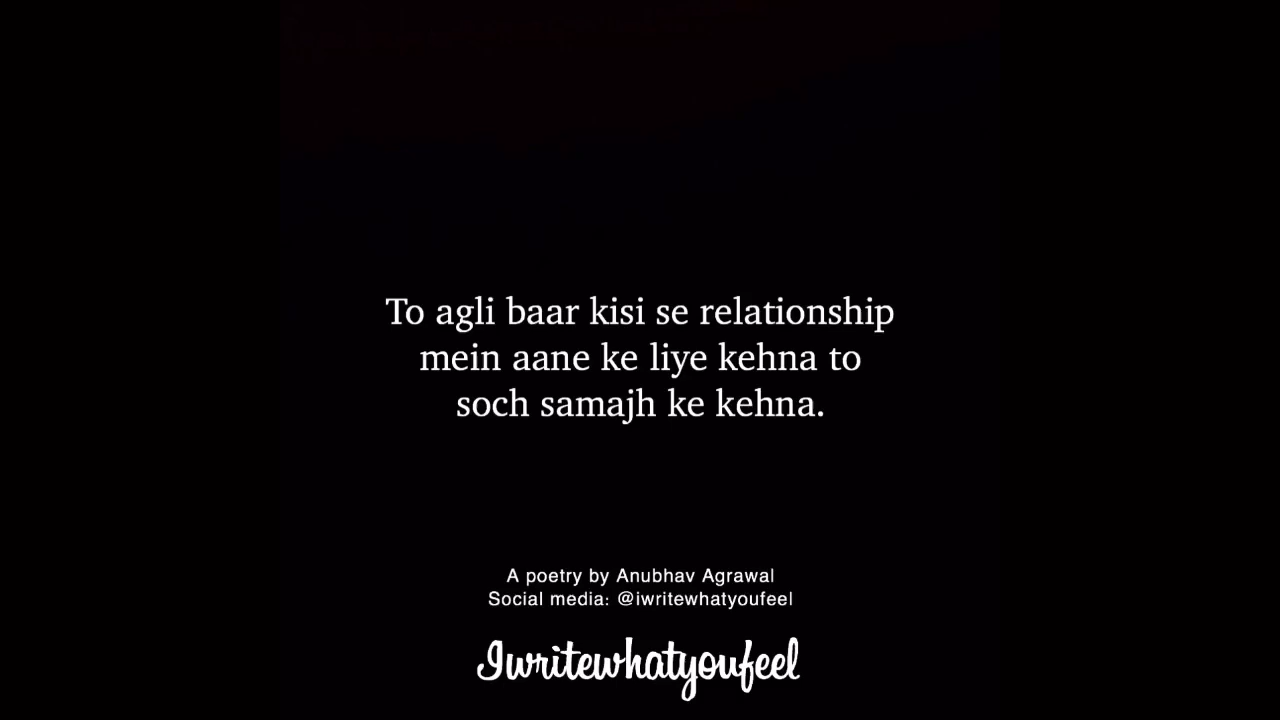 To agli baar kisi se relationship
mein aane ke liye kehna to
soch samajh ke kehna.
A poetry by Anubhav Agrawal
Social media: @iwritewhatyoufeel
Iwritewhatyoufeel